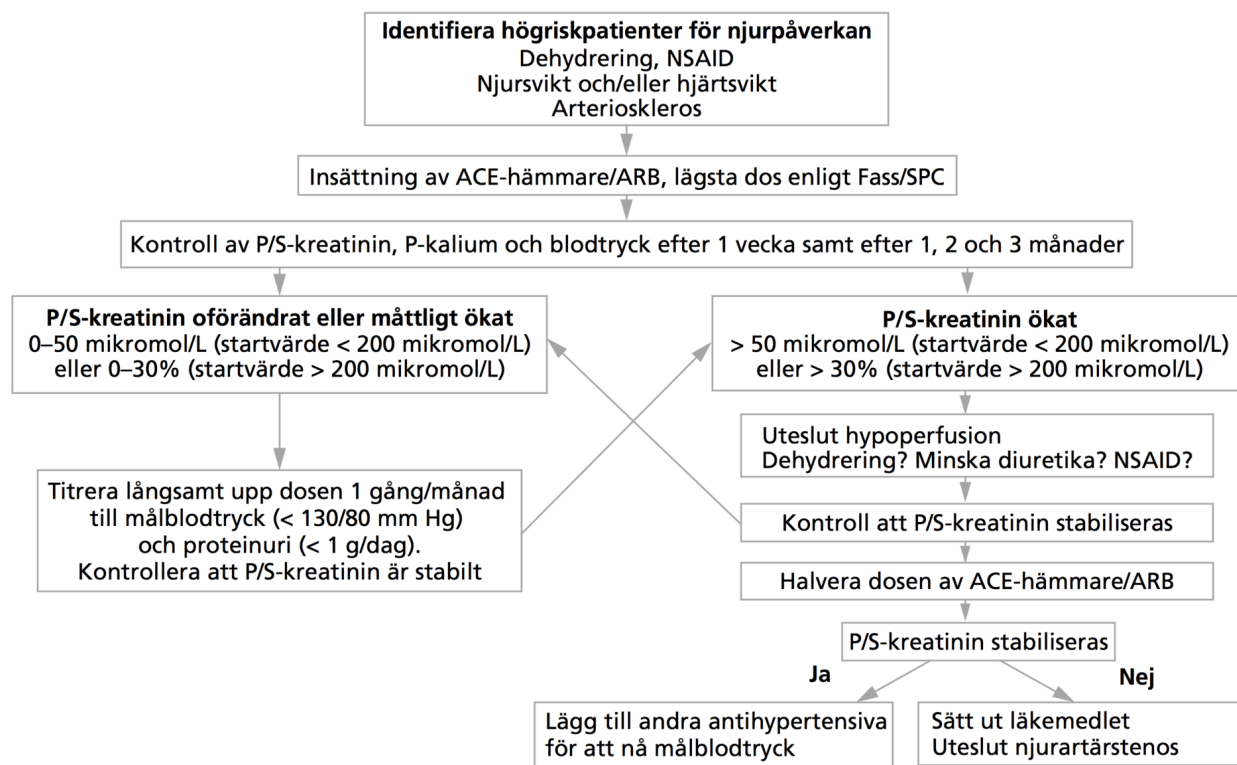 Identifiera högriskpatienter för njurpåverkan
Dehydrering, NSAID
Njursvikt och/eller hjärtsvikt
Arterioskleros
Insättning av ACE-hämmare/ARB, lägsta dos enligt Fass/SPC
Kontroll av P/S-kreatinin, P-kalium och blodtryck efter 1 vecka samt efter 1, 2 och 3 månader
P/S-kreatinin oförändrat eller måttligt ökat
0–50 mikromol/L (startvärde < 200 mikromol/L)
eller 0–30% (startvärde > 200 mikromol/L)
P/S-kreatinin ökat
> 50 mikromol/L (startvärde < 200 mikromol/L)
eller > 30% (startvärde > 200 mikromol/L)
Uteslut hypoperfusion
Dehydrering? Minska diuretika? NSAID?
Titrera långsamt upp dosen 1 gång/månad
till målblodtryck (< 130/80 mm Hg)
och proteinuri (< 1 g/dag).
Kontrollera att P/S-kreatinin är stabilt
Kontroll att P/S-kreatinin stabiliseras
Halvera dosen av ACE-hämmare/ARB
P/S-kreatinin stabiliseras
Ja
Nej
Lägg till andra antihypertensiva
för att nå målblodtryck
Sätt ut läkemedlet
Uteslut njurartärstenos